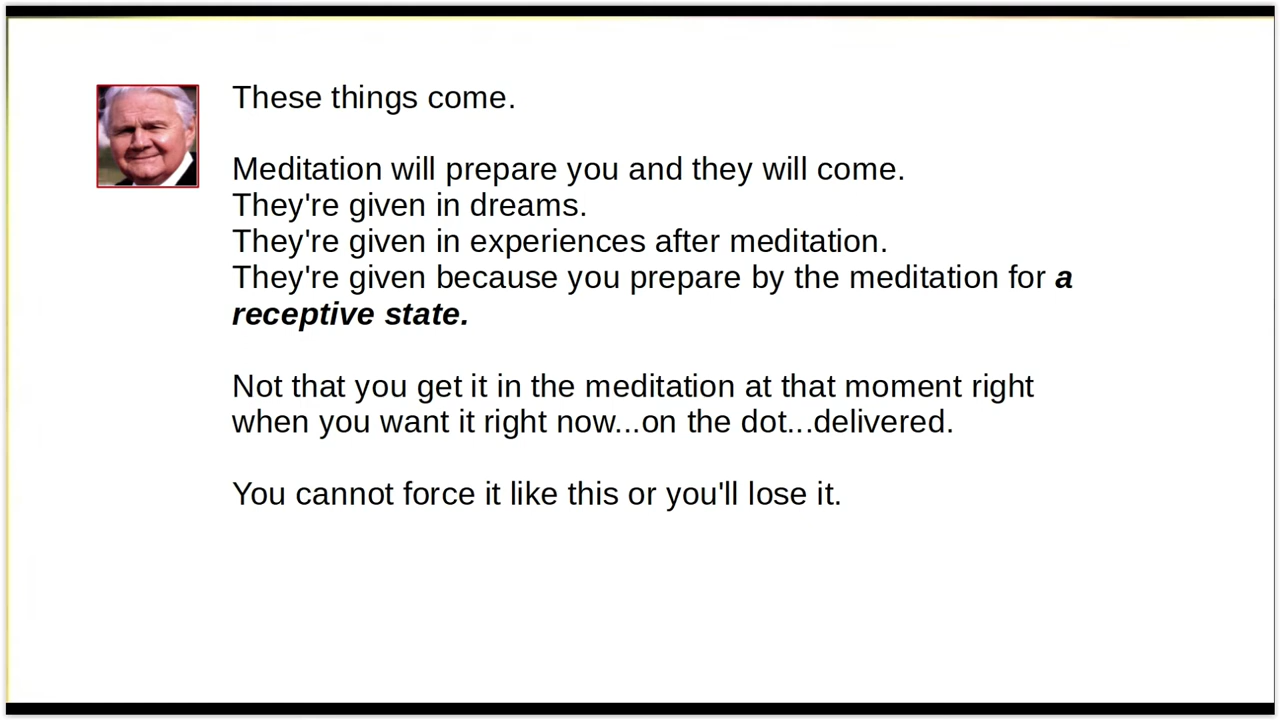 These things come.
Meditation will prepare you and they will come.
They're given in dreams.
They're given in experiences after meditation.
They're given because you prepare by the meditation for a
receptive state.
Not that you get it in the meditation at that moment right
when you want it right now...on the dot...delivered.
You cannot force it like this or you'll lose it.